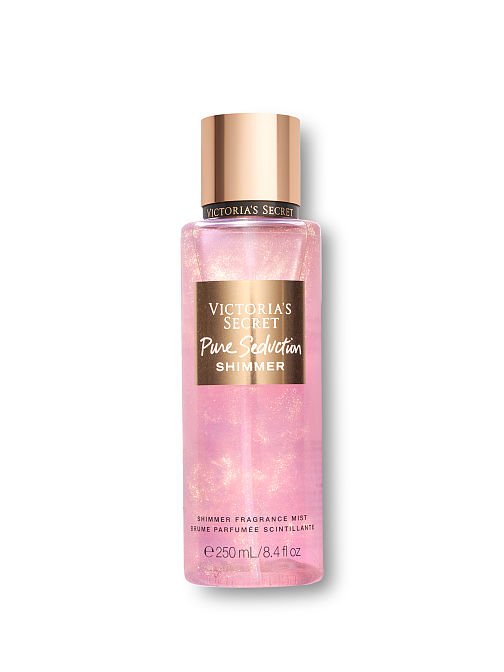 VICTORIA'S SECRET
VICTORIA'S
SECRET
Pure Seduction
SHIMMER
SHIMMER FRAGRANCE MIST
BRUME PARFUMÉE SCINTILLANTE
℮ 250 mL/8.4 fl oz